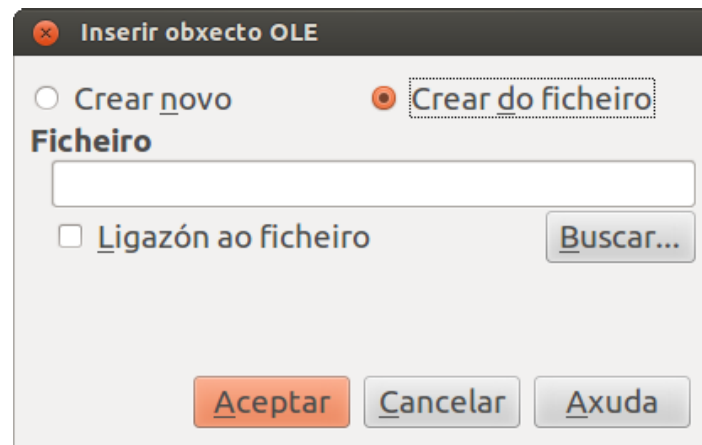 Inserir obxecto OLE
Crear novo Crear do ficheiro
Ficheiro
Ligazón ao ficheiro Buscar...
Aceptar Cancelar Axuda